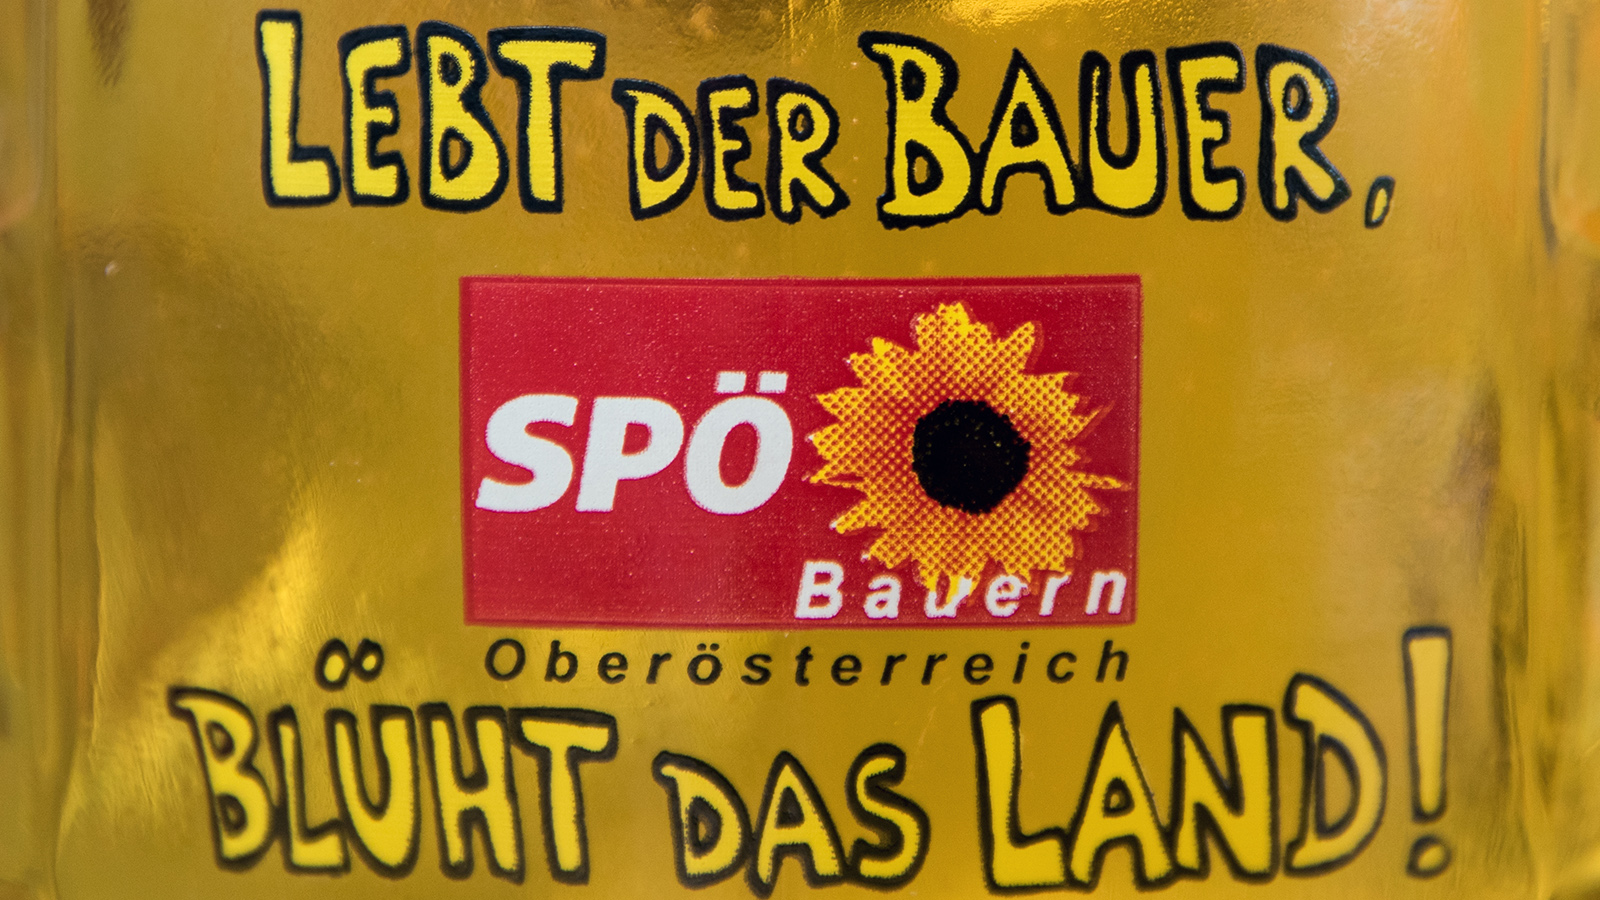 LEBT DER BAUER,
SPÖ
Bauern
Oberösterreich
BLÜHT DAS LAND!